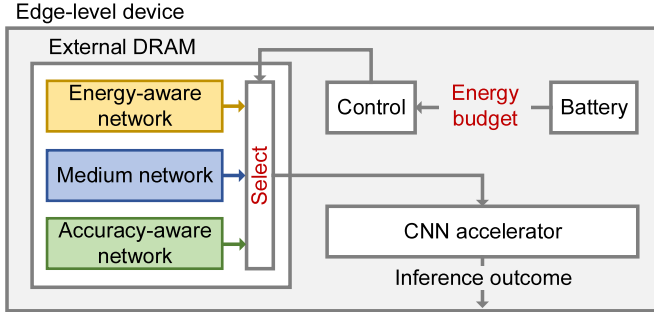 Edge-level device
External DRAM
Energy-aware
network
Medium network
Accuracy-aware
network
Select
Control
Energy
budget
Battery
CNN accelerator
Inference outcome